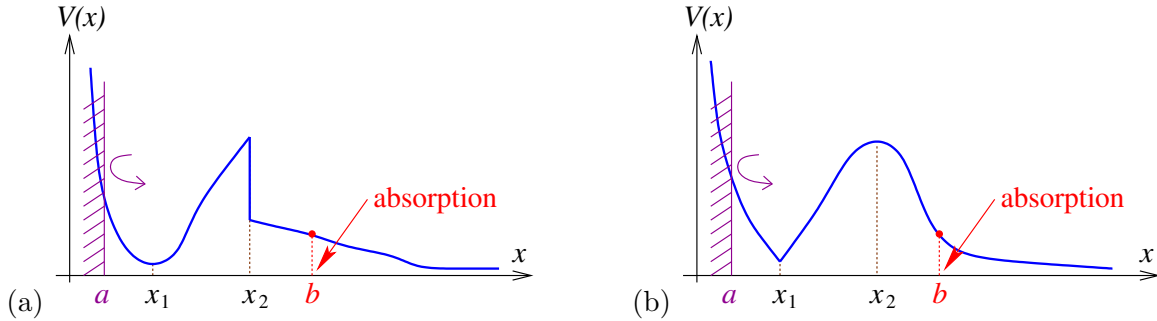 V(x)
absorption
x
(a)
a
x₁
x₂
b
V(x)
absorption
x
(b)
a
x₁
x₂
b